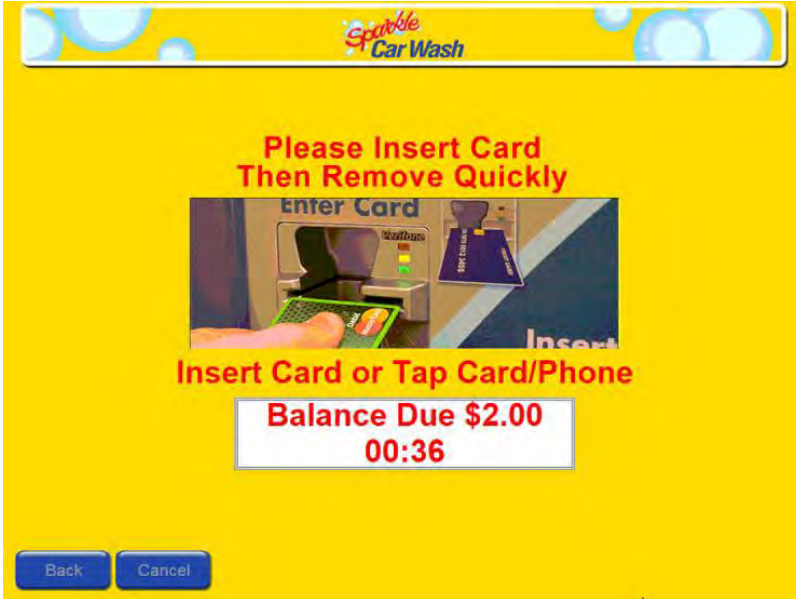 Sparkle
Car Wash
Please Insert Card
Then Remove Quickly
Enter Card
Verifone
Insert
Insert Card or Tap Card/Phone
Balance Due $2.00
00:36
Back
Cancel